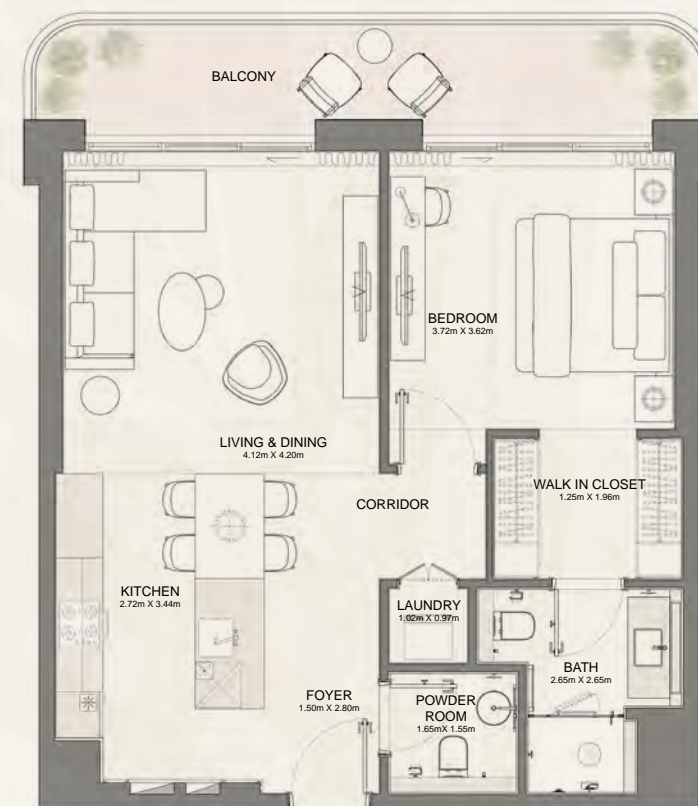 BALCONY
BEDROOM
3.72m X 3.62m
LIVING & DINING
4.12m X 4.20m
WALK IN CLOSET
1.25m X 1.96m
CORRIDOR
KITCHEN
2.72m X 3.44m
LAUNDRY
1.02m X 0.97m
BATH
2.65m X 2.65m
FOYER
1.50m X 2.80m
POWDER
ROOM
1.65mX 1.55m